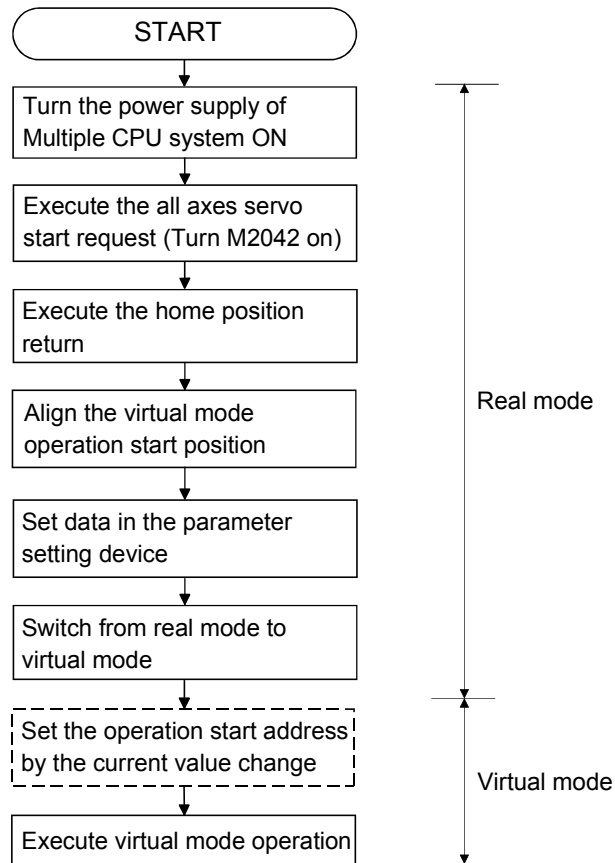 START
Turn the power supply of
Multiple CPU system ON
Execute the all axes servo
start request (Turn M2042 on)
Execute the home position
return
Align the virtual mode
operation start position
Set data in the parameter
setting device
Switch from real mode to
virtual mode
Real mode
Set the operation start address
by the current value change
Execute virtual mode operation
Virtual mode